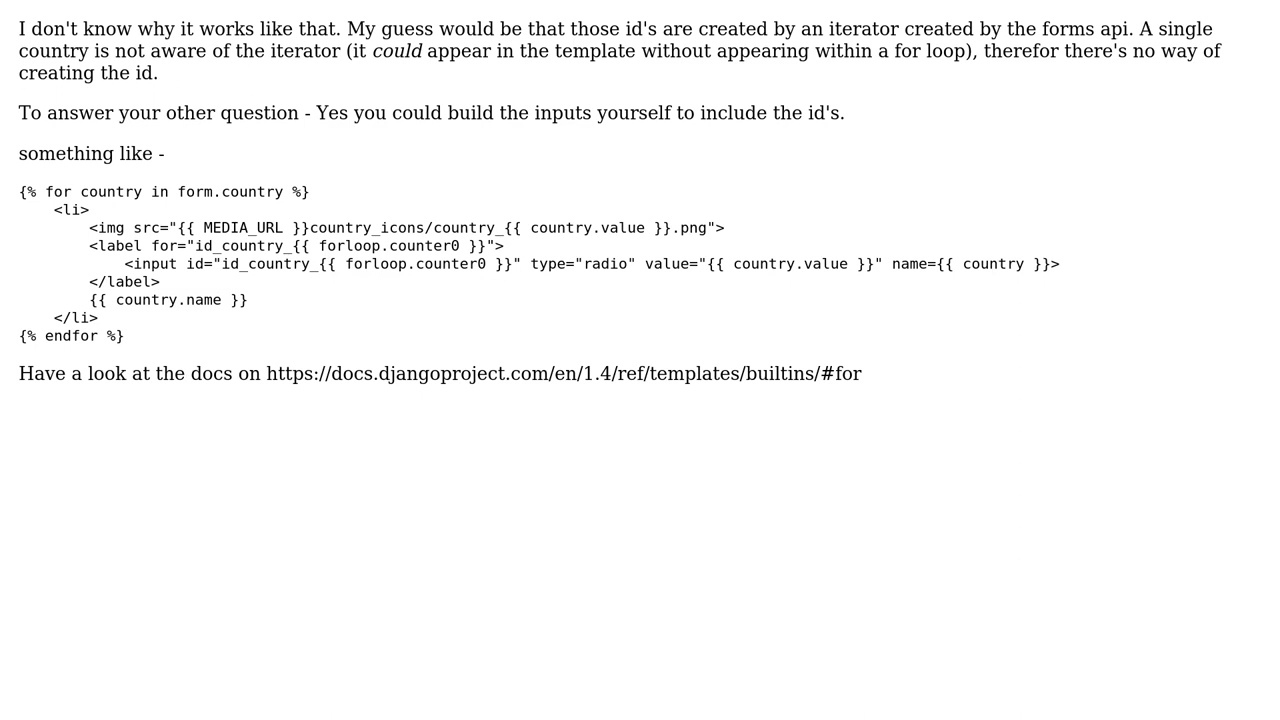 I don't know why it works like that. My guess would be that those id's are created by an iterator created by the forms api. A single
country is not aware of the iterator (it could appear in the template without appearing within a for loop), therefor there's no way of
creating the id.
To answer your other question - Yes you could build the inputs yourself to include the id's.
something like -
{% for country in form.country %}
    <li>
        <img src="{{ MEDIA_URL }}country_icons/country_{{ country.value }}.png">
        <label for="id_country_{{ forloop.counter0 }}">
            <input id="id_country_{{ forloop.counter0 }}" type="radio" value="{{ country.value }}" name={{ country }}>
        </label>
        {{ country.name }}
    </li>
{% endfor %}
Have a look at the docs on https://docs.djangoproject.com/en/1.4/ref/templates/builtins/#for